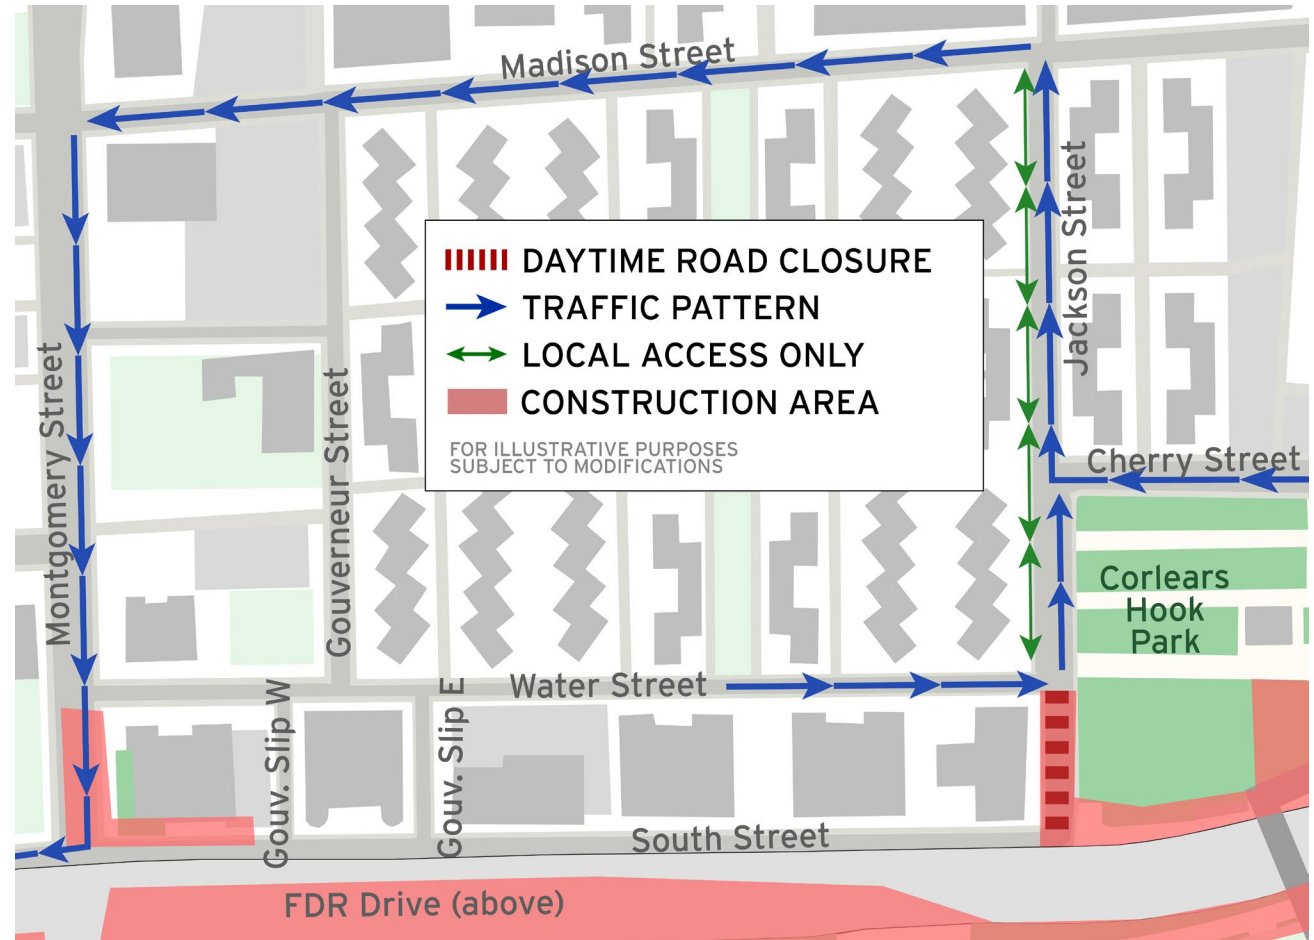 Madison Street
Jackson Street
DAYTIME ROAD CLOSURE
TRAFFIC PATTERN
LOCAL ACCESS ONLY
CONSTRUCTION AREA
FOR ILLUSTRATIVE PURPOSES
SUBJECT TO MODIFICATIONS
Montgomery Street
Gouverneur Street
Cherry Street
Corlears
Hook
Park
Water Street
Gouv. Slip W
Gouv. Slip E
South Street
FDR Drive (above)